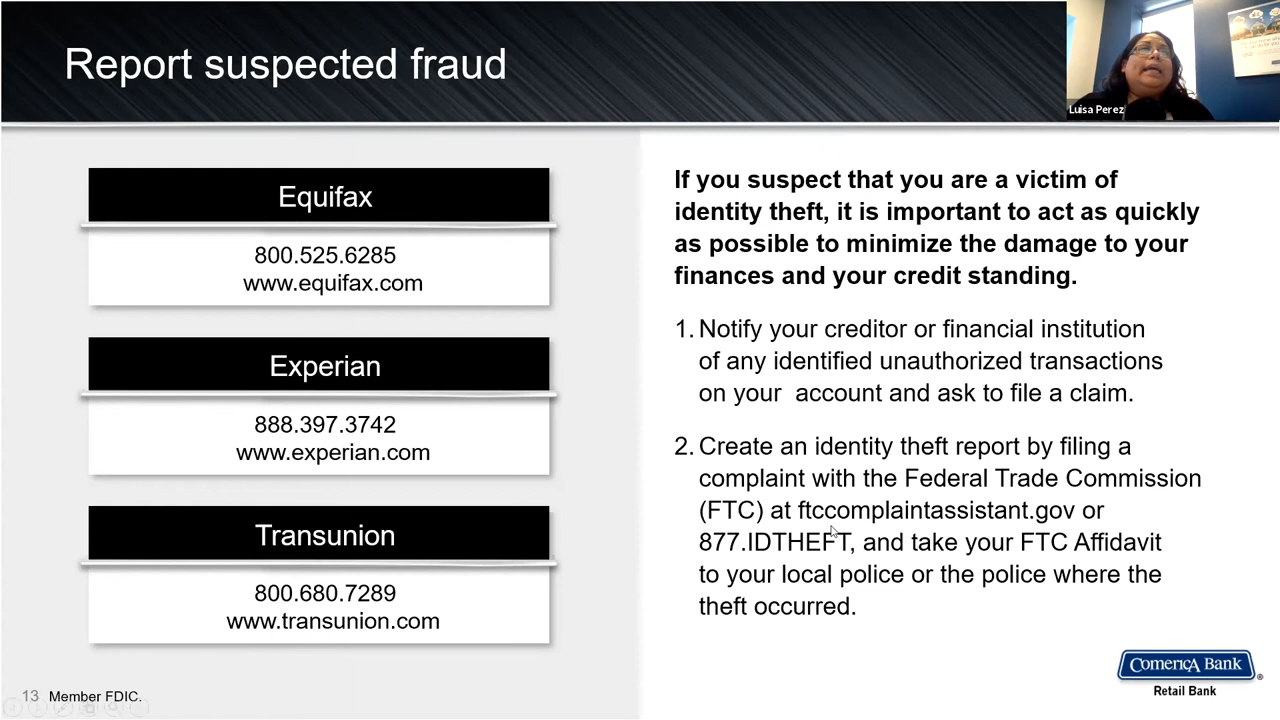 Report suspected fraud
Luisa Perez
Equifax
800.525.6285
www.equifax.com
Experian
888.397.3742
www.experian.com
Transunion
800.680.7289
www.transunion.com
If you suspect that you are a victim of
identity theft, it is important to act as quickly
as possible to minimize the damage to your
finances and your credit standing.
1. Notify your creditor or financial institution
of any identified unauthorized transactions
on your  account and ask to file a claim.
2. Create an identity theft report by filing a
complaint with the Federal Trade Commission
(FTC) at ftccomplaintassistant.gov or
877.IDTHEFT, and take your FTC Affidavit
to your local police or the police where the
theft occurred.
ComericA Bank
®
Retail Bank
13 Member FDIC.